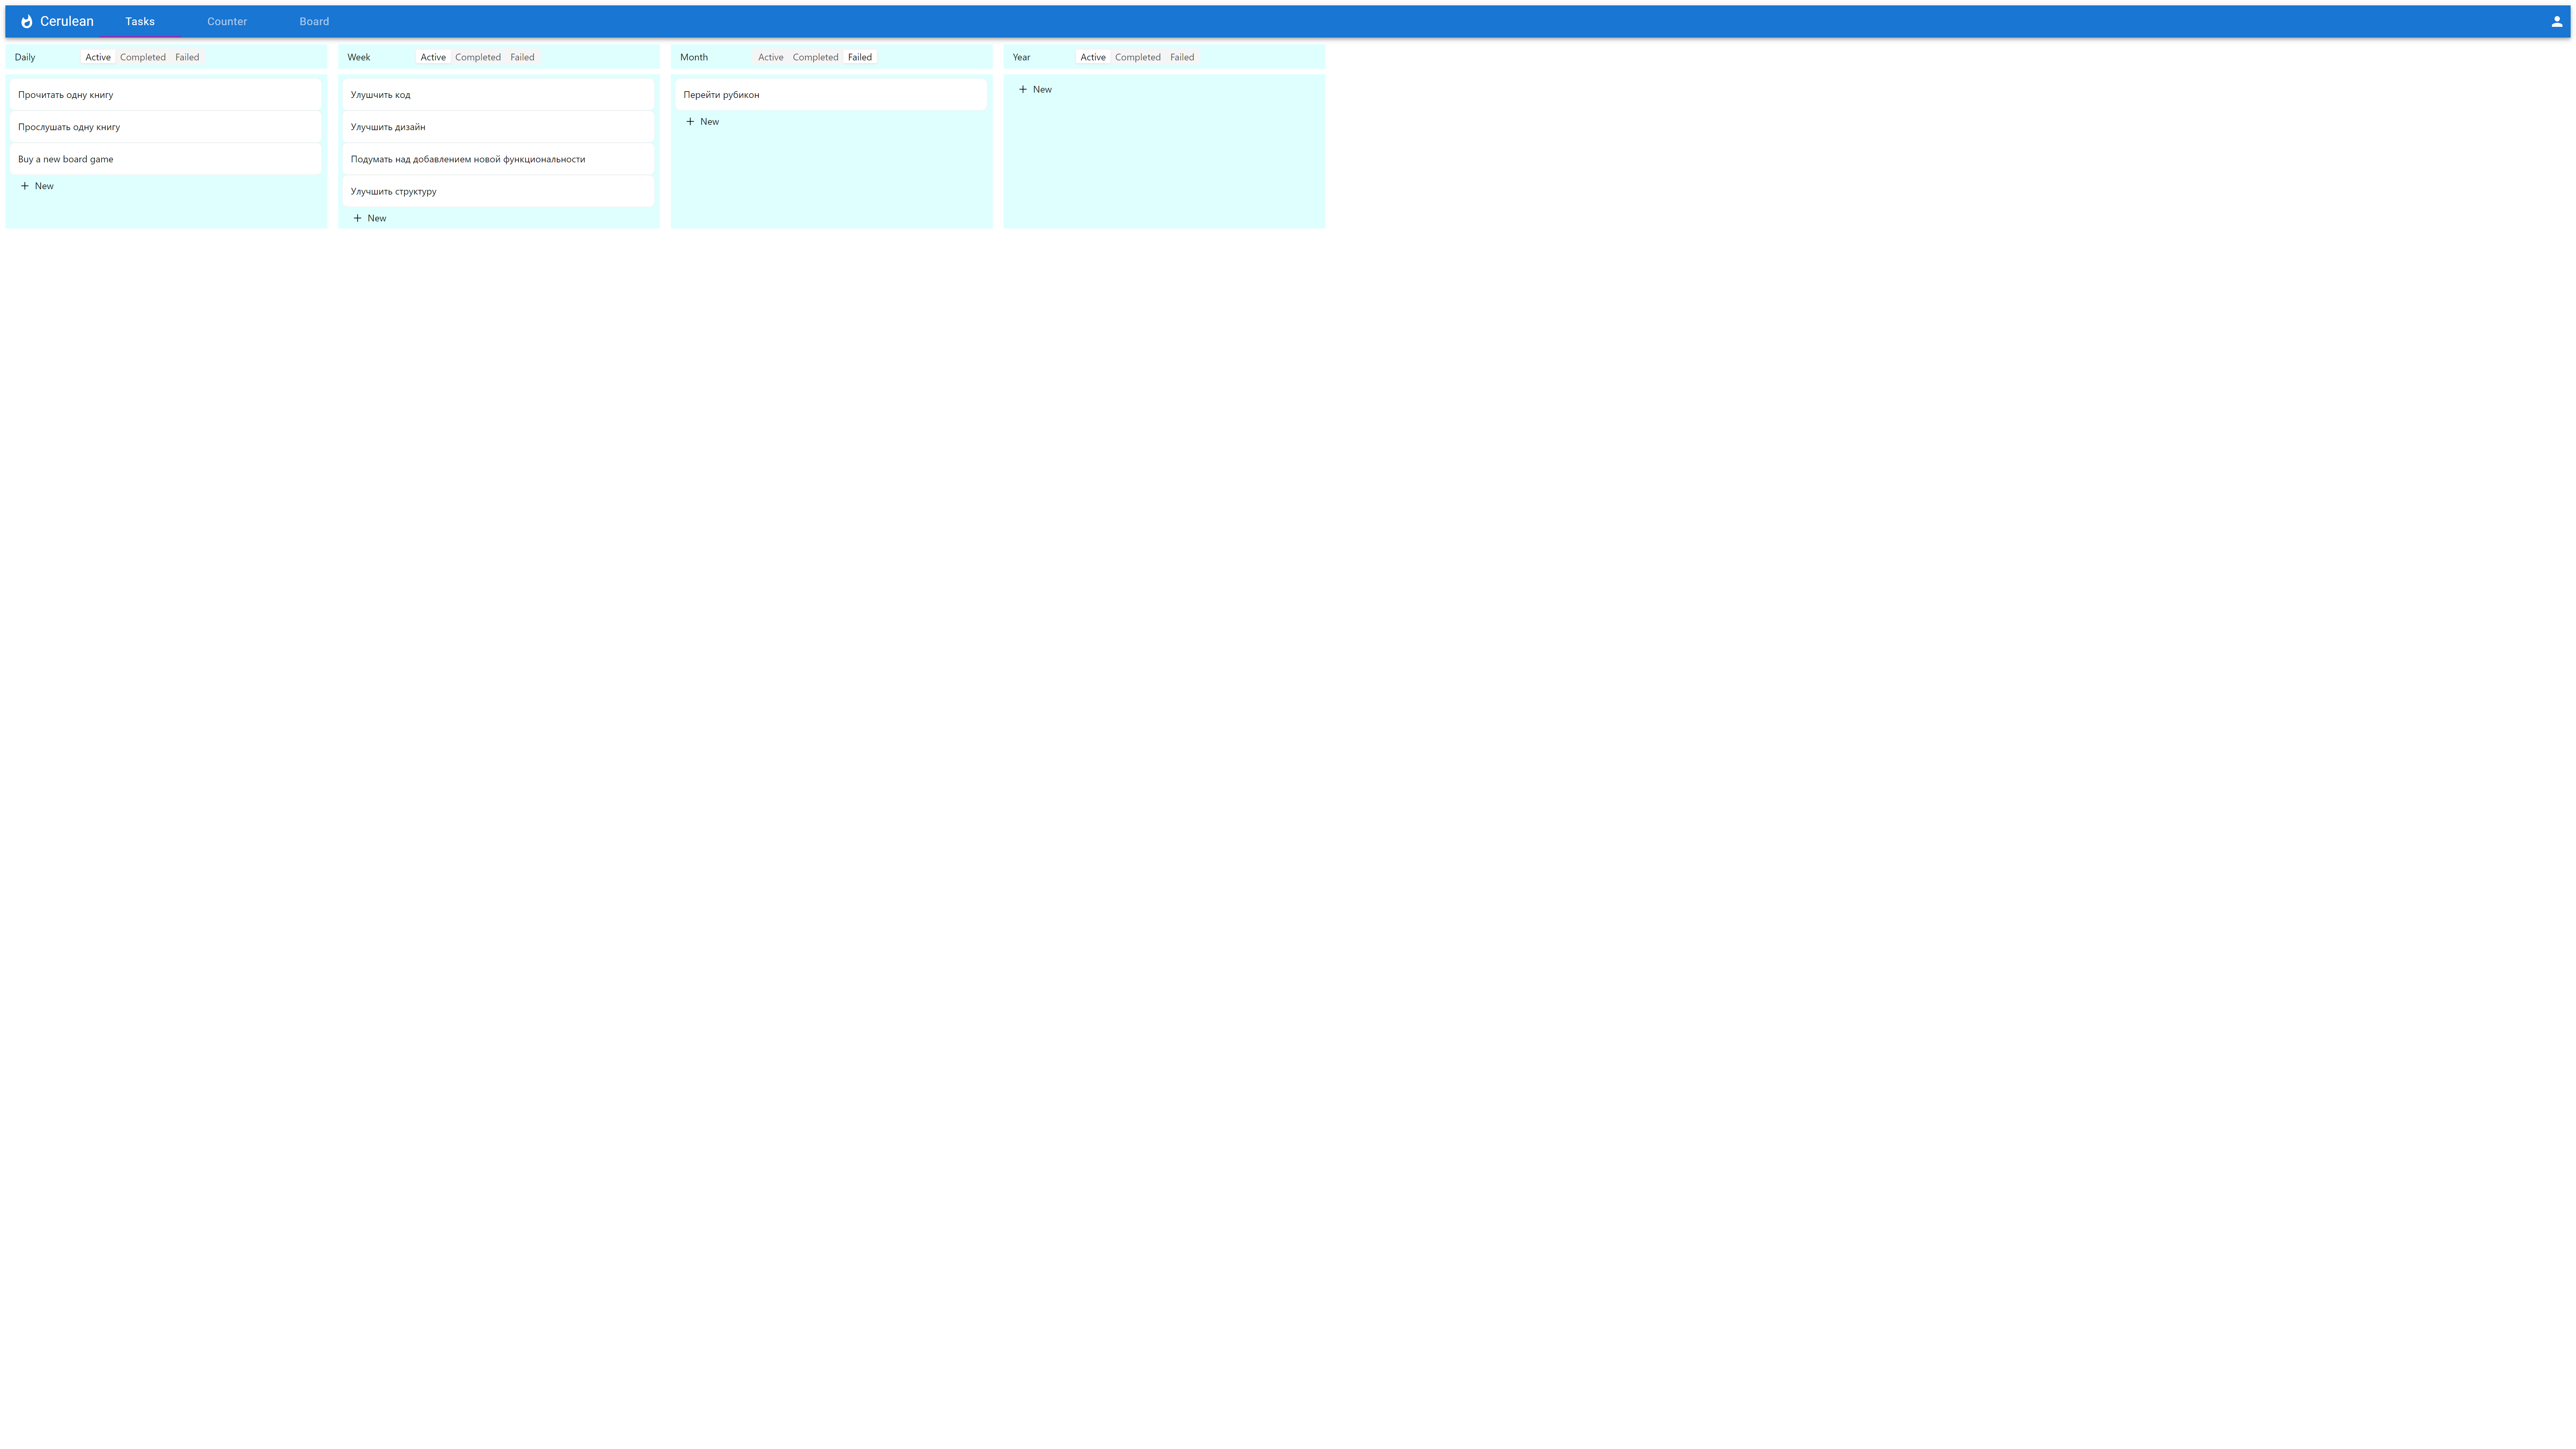 Cerulean Tasks Counter Board
Daily Active Completed Failed
Прочитать одну книгу
Прослушать одну книгу
Buy a new board game
New
Week Active Completed Failed
Улушчить код
Улучшить дизайн
Подумать над добавлением новой функциональности
Улучшить структуру
New
Month Active Completed Failed
Перейти рубикон
New
Year Active Completed Failed
New